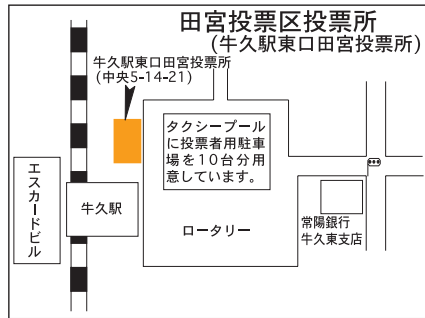 田宮投票区投票所
(牛久駅東口田宮投票所)
牛久駅東口田宮投票所
(中央5-14-21)
タクシープール
に投票者用駐車
場を10台分用
意しています。
エスカードビル
牛久駅
ロータリー
常陽銀行
牛久東支店